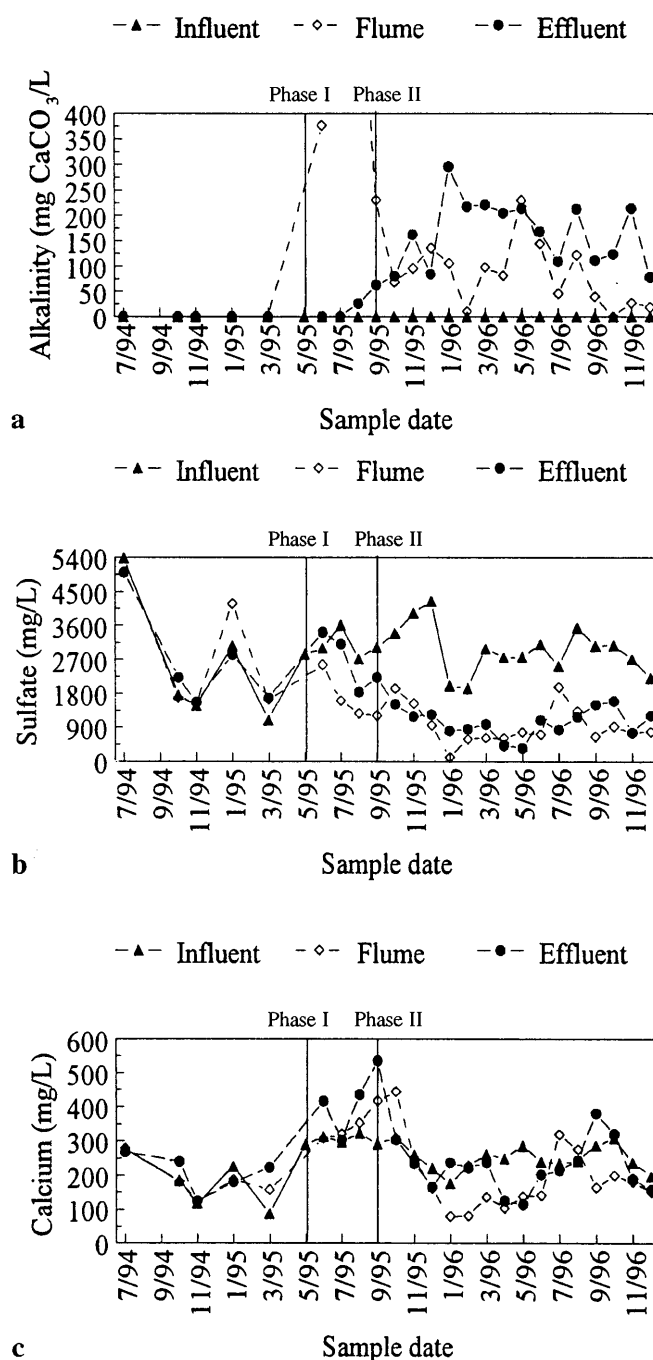 Influent Flume Effluent
Phase I Phase II
Alkalinity (mg CaCO3/L)
400
350
300
250
200
150
100
50
0
7/94 9/94 11/94 1/95 3/95 5/95 7/95 9/95 11/95 1/96 3/96 5/96 7/96 9/96 11/96
a Sample date
Influent Flume Effluent
Phase I Phase II
Sulfate (mg/L)
5400
4500
3600
2700
1800
900
0
7/94 9/94 11/94 1/95 3/95 5/95 7/95 9/95 11/95 1/96 3/96 5/96 7/96 9/96 11/96
b Sample date
Influent Flume Effluent
Phase I Phase II
Calcium (mg/L)
600
500
400
300
200
100
0
7/94 9/94 11/94 1/95 3/95 5/95 7/95 9/95 11/95 1/96 3/96 5/96 7/96 9/96 11/96
c Sample date